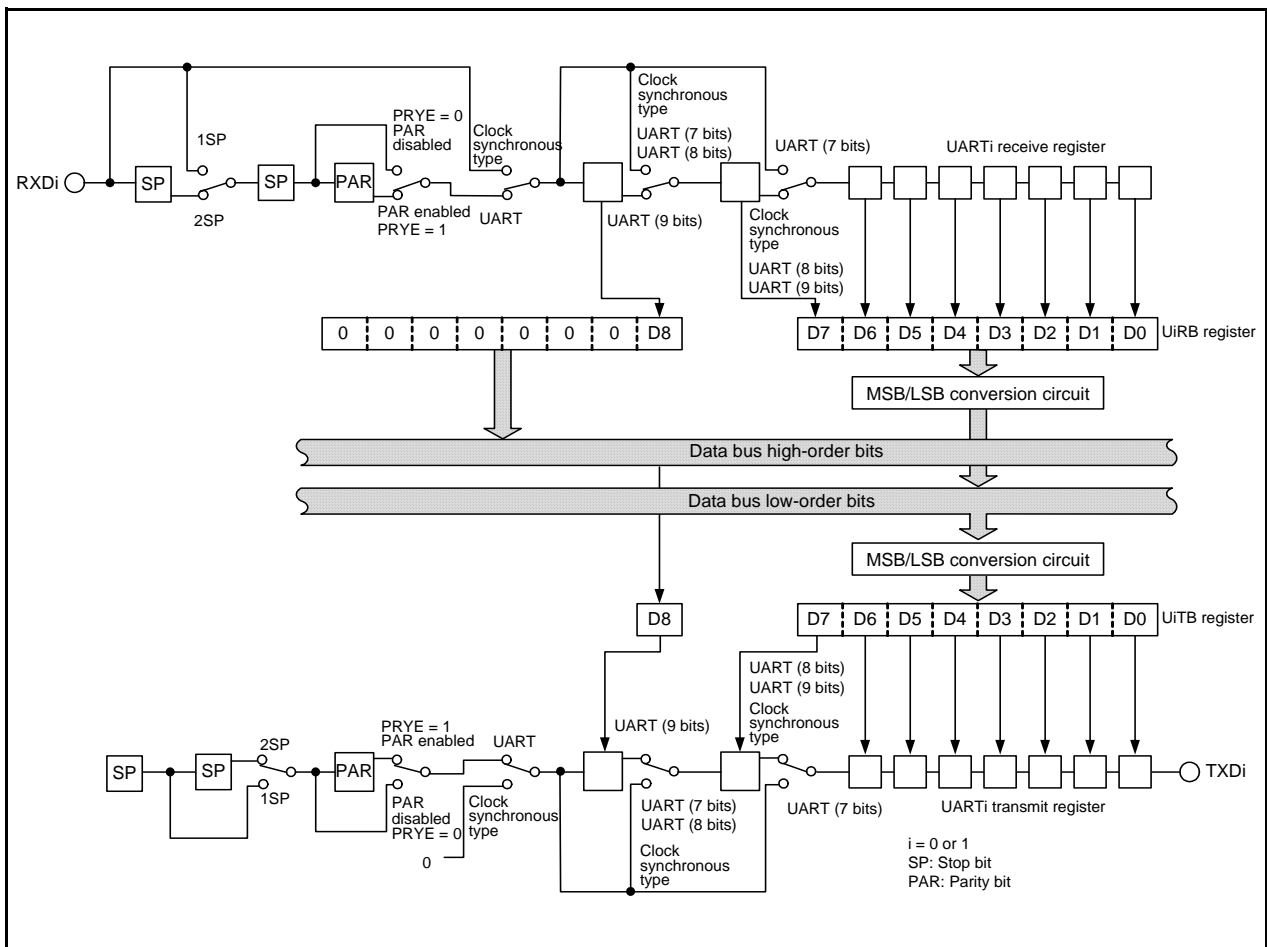 Clock
synchronous
type
PRYE = 0
PAR
disabled
Clock
synchronous
type
1SP
UART (7 bits)
UART (8 bits)
UART (7 bits)
UARTi receive register
RXDi
SP
SP
PAR
2SP
PAR enabled
PRYE = 1
UART
UART (9 bits)
Clock
synchronous
type
UART (8 bits)
UART (9 bits)
0 0 0 0 0 0 0 D8
D7 D6 D5 D4 D3 D2 D1 D0
UiRB register
MSB/LSB conversion circuit
Data bus high-order bits
Data bus low-order bits
MSB/LSB conversion circuit
D8
D7 D6 D5 D4 D3 D2 D1 D0
UiTB register
UART (8 bits)
UART (9 bits)
Clock
synchronous
type
UART (9 bits)
PRYE = 1
PAR enabled
UART
2SP
SP
SP
PAR
TXDi
1SP
PAR
disabled
PRYE = 0
Clock
synchronous
type
0
UART (7 bits)
UART (8 bits)
Clock
synchronous
type
UART (7 bits)
UARTi transmit register
i = 0 or 1
SP: Stop bit
PAR: Parity bit